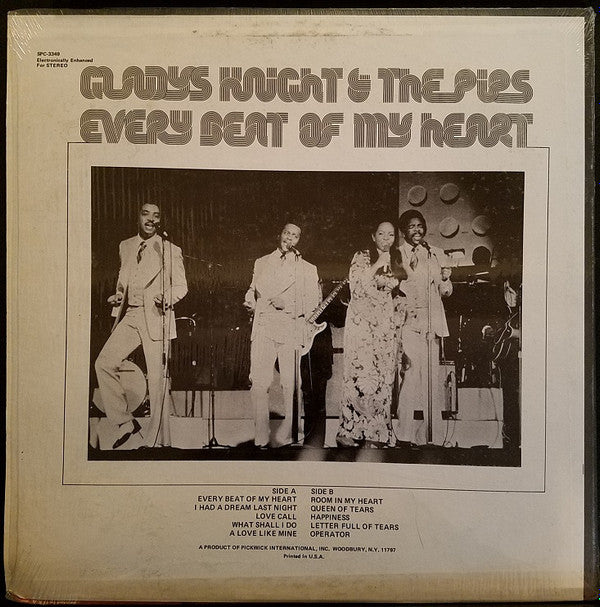 SPC-3349
Electronically Enhanced
For STEREO
GLADYS KNIGHT & THE PIPS
EVERY BEAT OF MY HEART
SIDE A
EVERY BEAT OF MY HEART
I HAD A DREAM LAST NIGHT
LOVE CALL
WHAT SHALL I DO
A LOVE LIKE MINE
SIDE B
ROOM IN MY HEART
QUEEN OF TEARS
HAPPINESS
LETTER FULL OF TEARS
OPERATOR
A PRODUCT OF PICKWICK INTERNATIONAL, INC. WOODBURY, N.Y. 11797
Printed in U.S.A.